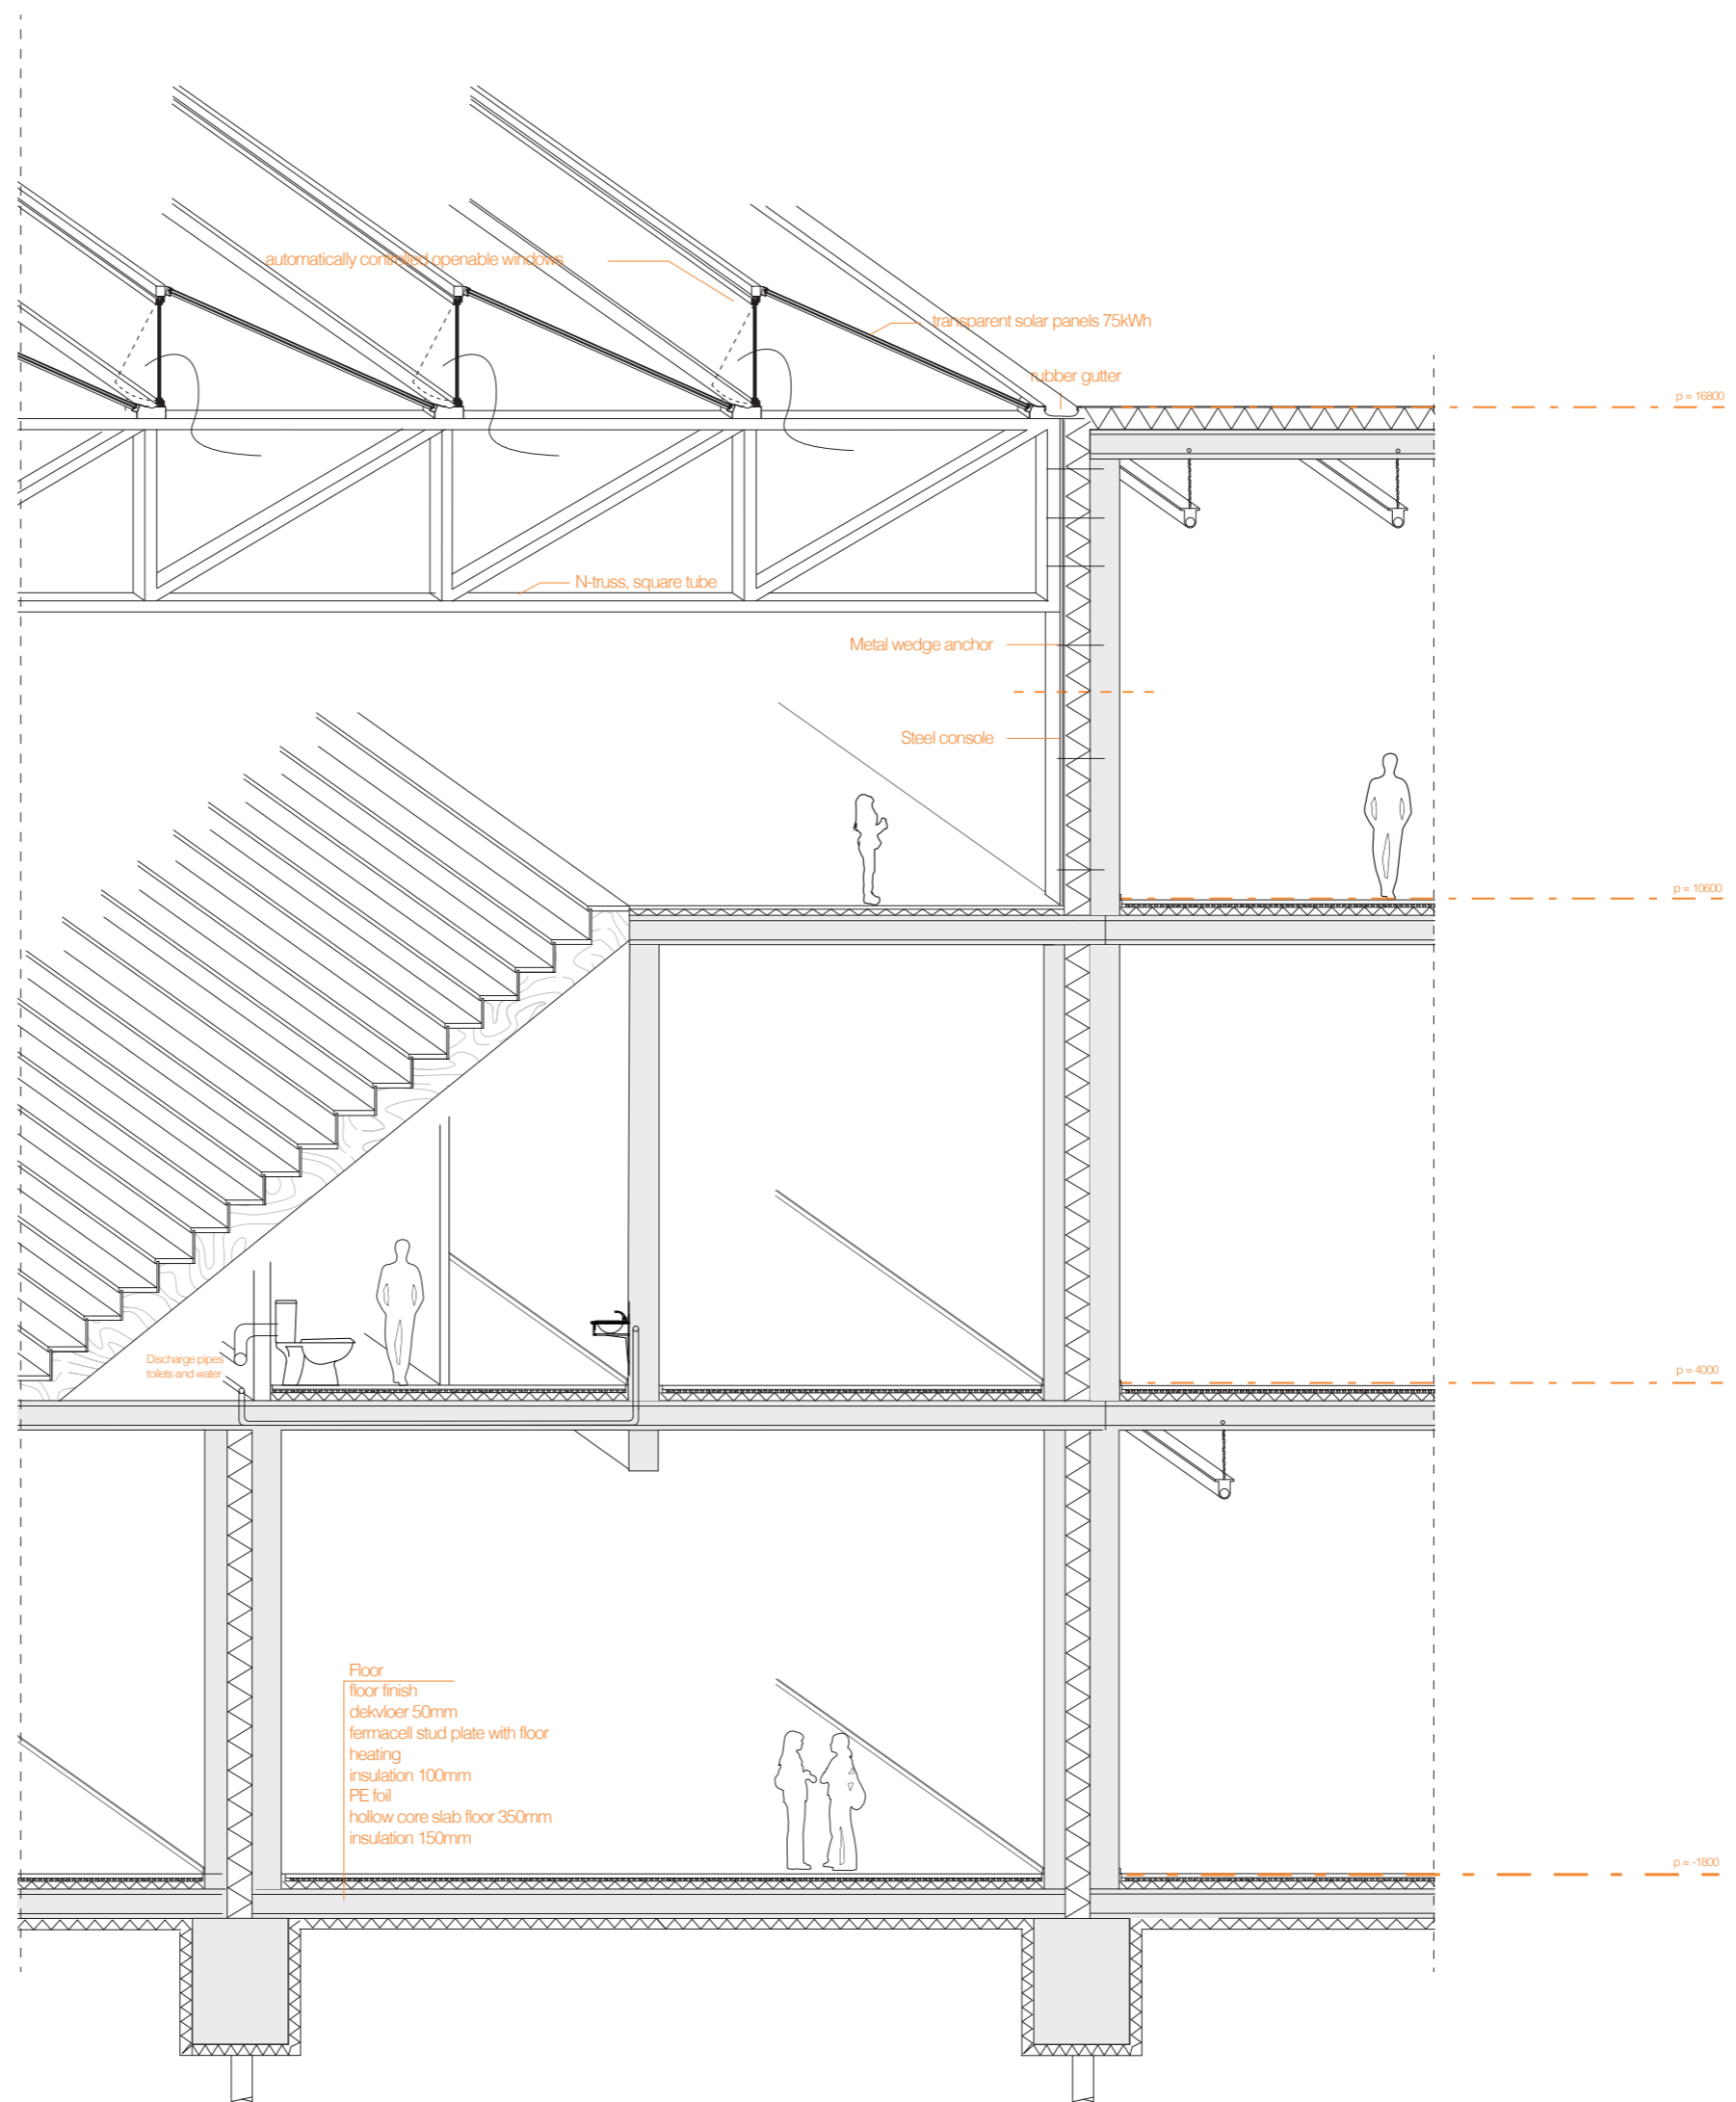 automatically controlled openable windows
transparent solar panels 75kWh
rubber gutter
p = 16800
N-truss, square tube
Metal wedge anchor
Steel console
p = 10600
Discharge pipes
toilets and water
p = 4000
Floor
floor finish
dekvloer 50mm
fermacell stud plate with floor
heating
insulation 100mm
PE foil
hollow core slab floor 350mm
insulation 150mm
p = -1800